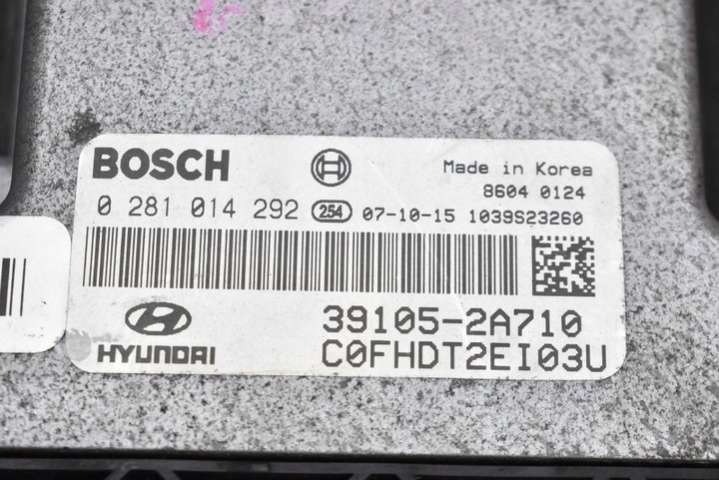 BOSCH
Made in Korea
8604 0124
0 281 014 292 254 07-10-15 1039S23260
HYUNDAI
39105-2A710
C0FHDT2EI03U